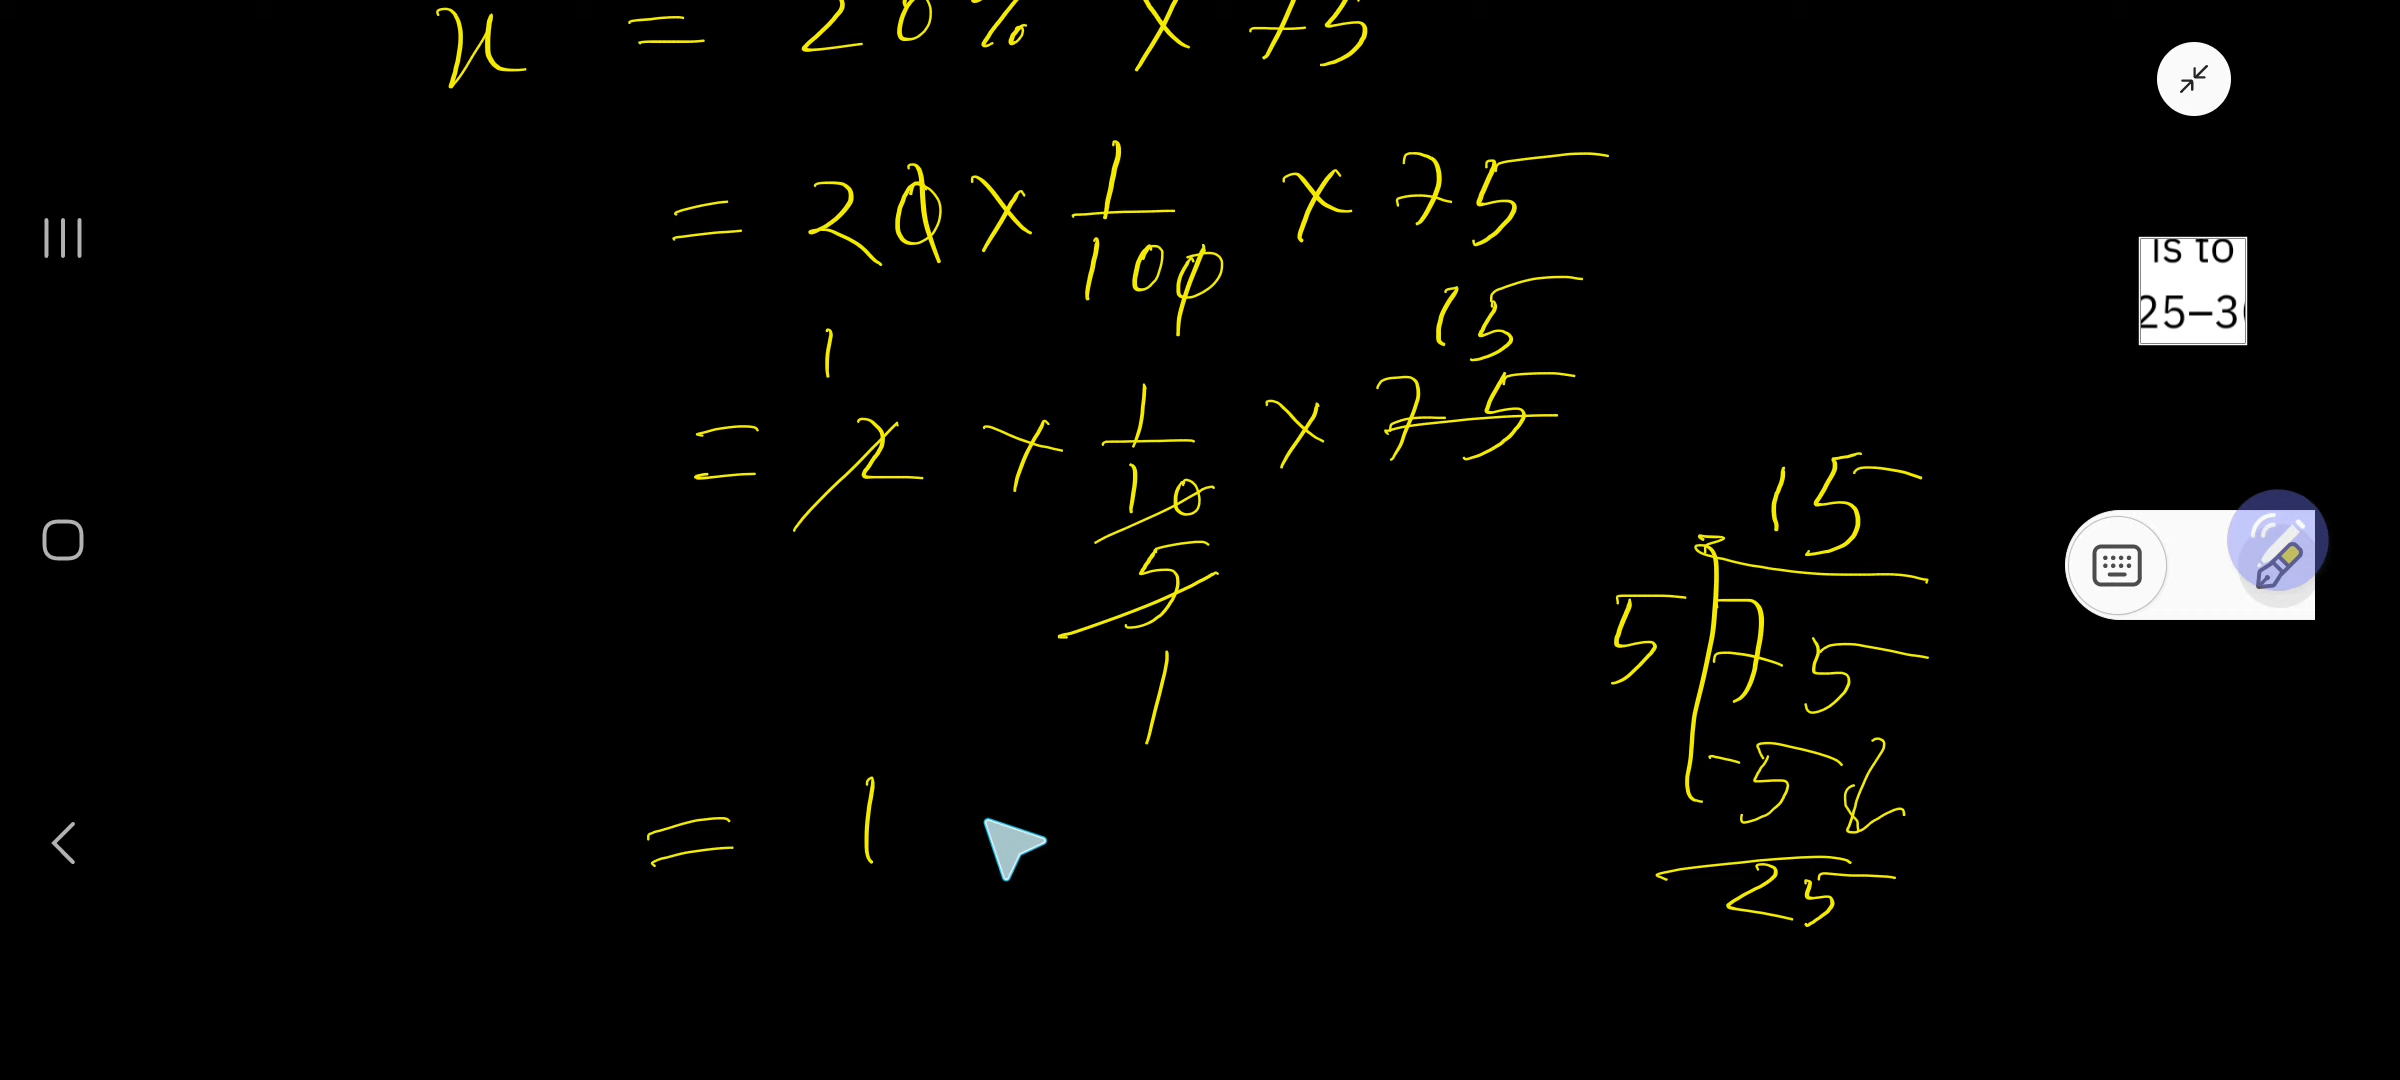 x = 20% × 75
= 20 × 1/100 × 75
1 15
= 2 × 1/10 × 75
5
1
= 1
15
5 75
-5↓
25
is to
25–3